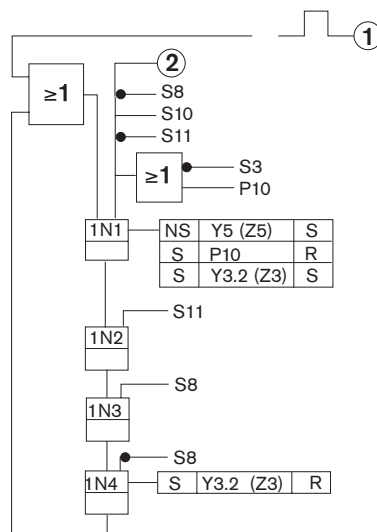 1
2
≥1
S8
S10
S11
≥1
S3
P10
1N1
NS Y5 (Z5) S
S P10 R
S Y3.2 (Z3) S
S11
1N2
S8
1N3
S8
1N4
S Y3.2 (Z3) R